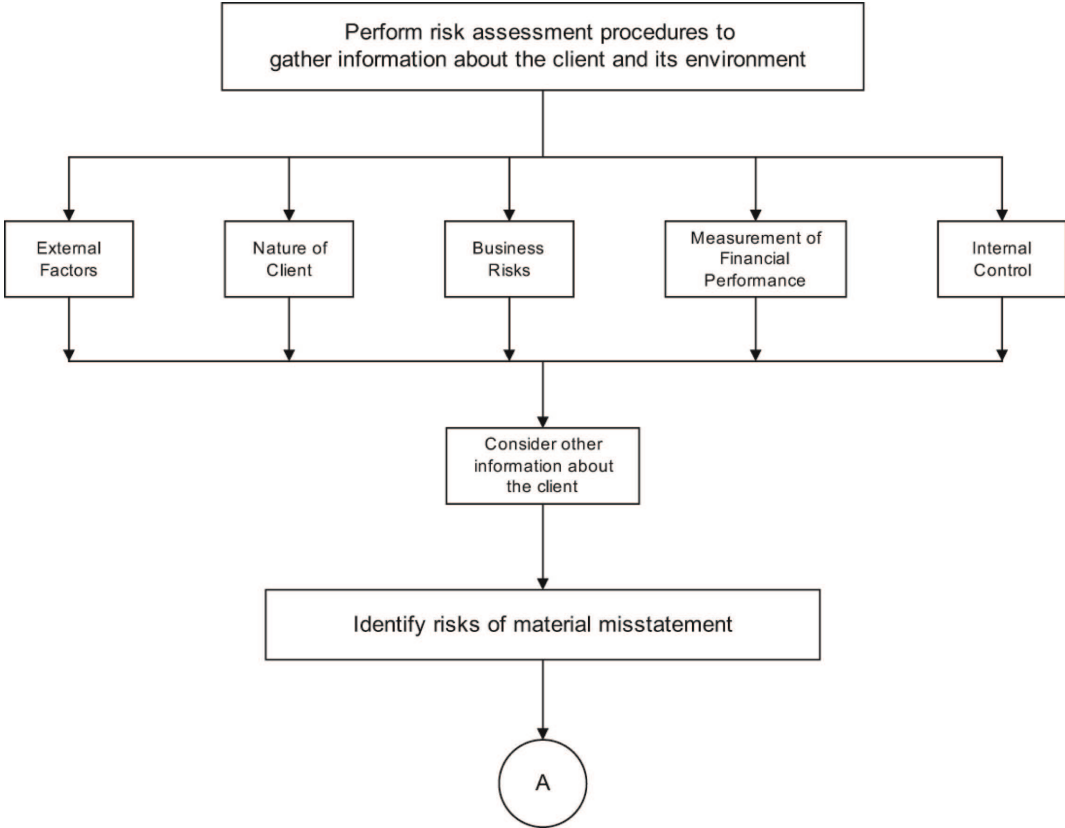 Perform risk assessment procedures to
gather information about the client and its environment
External
Factors
Nature of
Client
Business
Risks
Measurement of
Financial
Performance
Internal
Control
Consider other
information about
the client
Identify risks of material misstatement
A